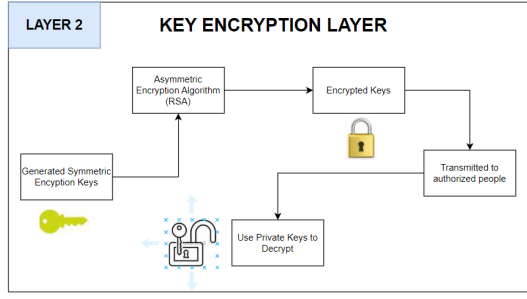 LAYER 2
KEY ENCRYPTION LAYER
Asymmetric
Encryption Algorithm
(RSA)
Encrypted Keys
Generated Symmetric
Encyption Keys
Transmitted to
authorized people
Use Private Keys to
Decrypt